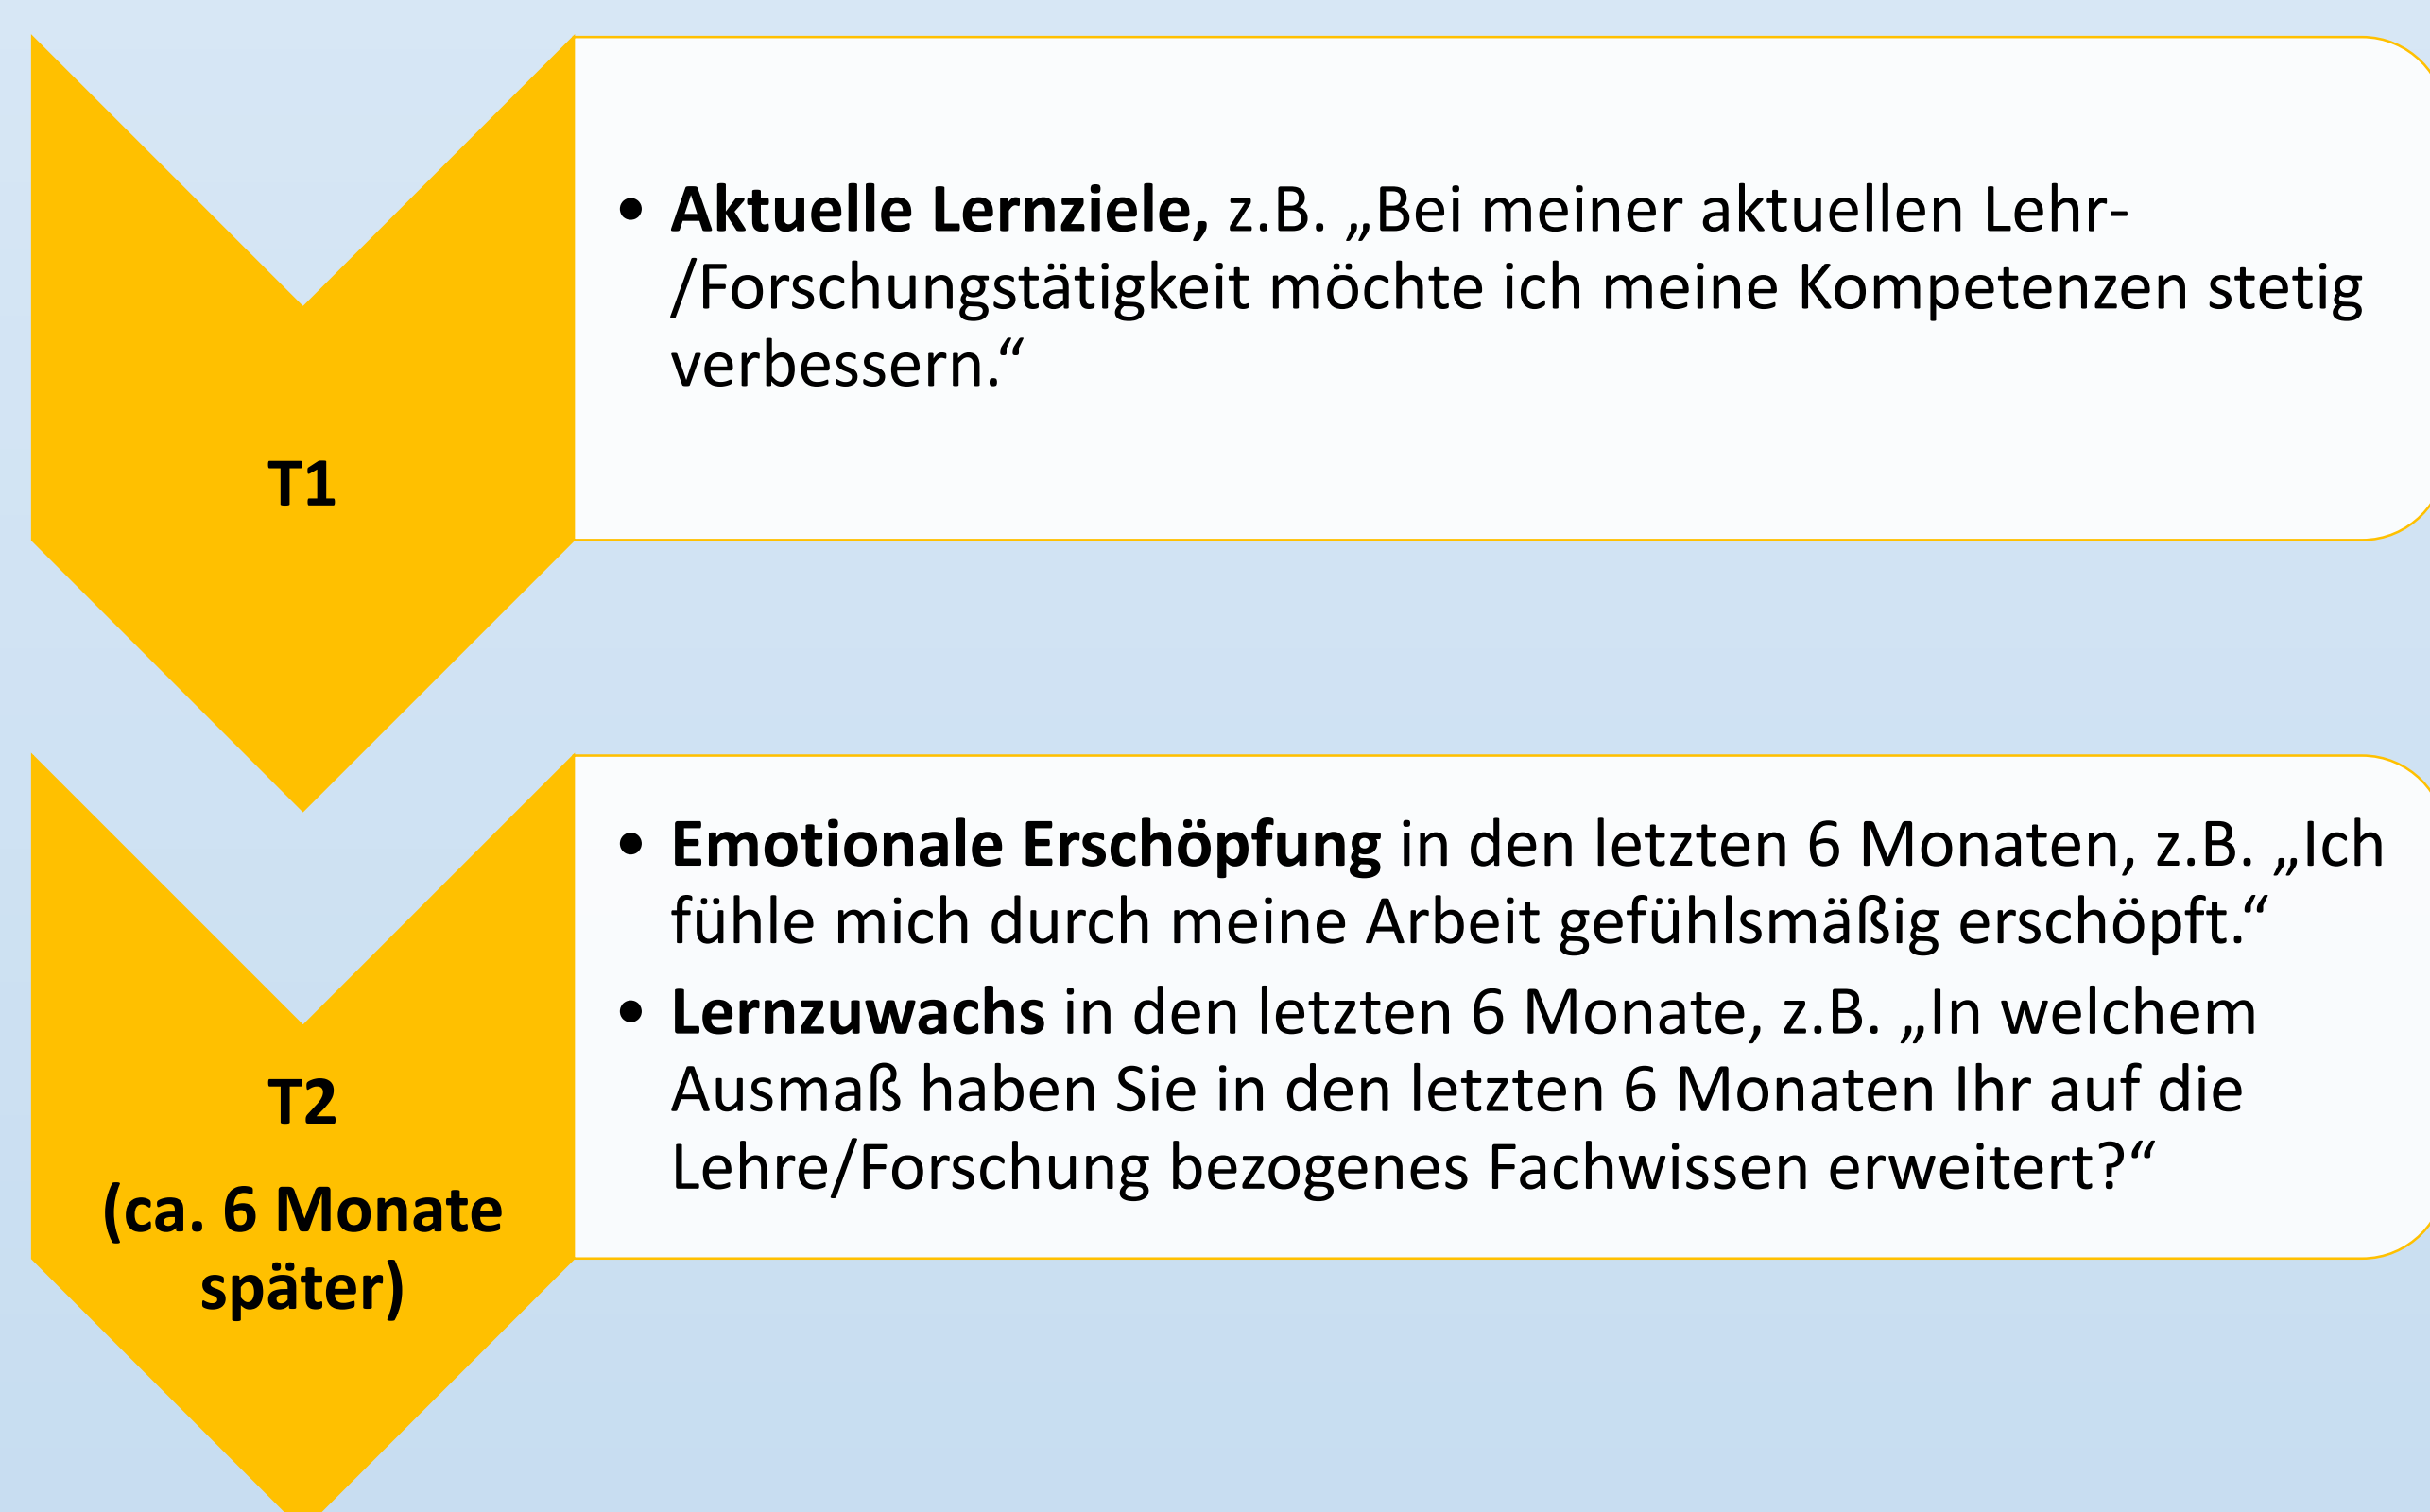 T1
• Aktuelle Lernziele, z.B. „Bei meiner aktuellen Lehr-
/Forschungstätigkeit möchte ich meine Kompetenzen stetig
verbessern.“
T2
(ca. 6 Monate
später)
• Emotionale Erschöpfung in den letzten 6 Monaten, z.B. „Ich
fühle mich durch meine Arbeit gefühlsmäßig erschöpft.“
• Lernzuwachs in den letzten 6 Monate, z.B. „In welchem
Ausmaß haben Sie in den letzten 6 Monaten Ihr auf die
Lehre/Forschung bezogenes Fachwissen erweitert?“